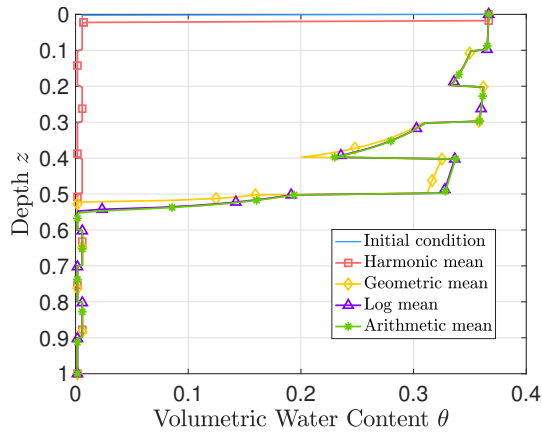 0
0.1
0.2
0.3
0.4
0.5
0.6
0.7
0.8
0.9
1
Depth z
Initial condition
Harmonic mean
Geometric mean
Log mean
Arithmetic mean
0 0.1 0.2 0.3 0.4
Volumetric Water Content θ